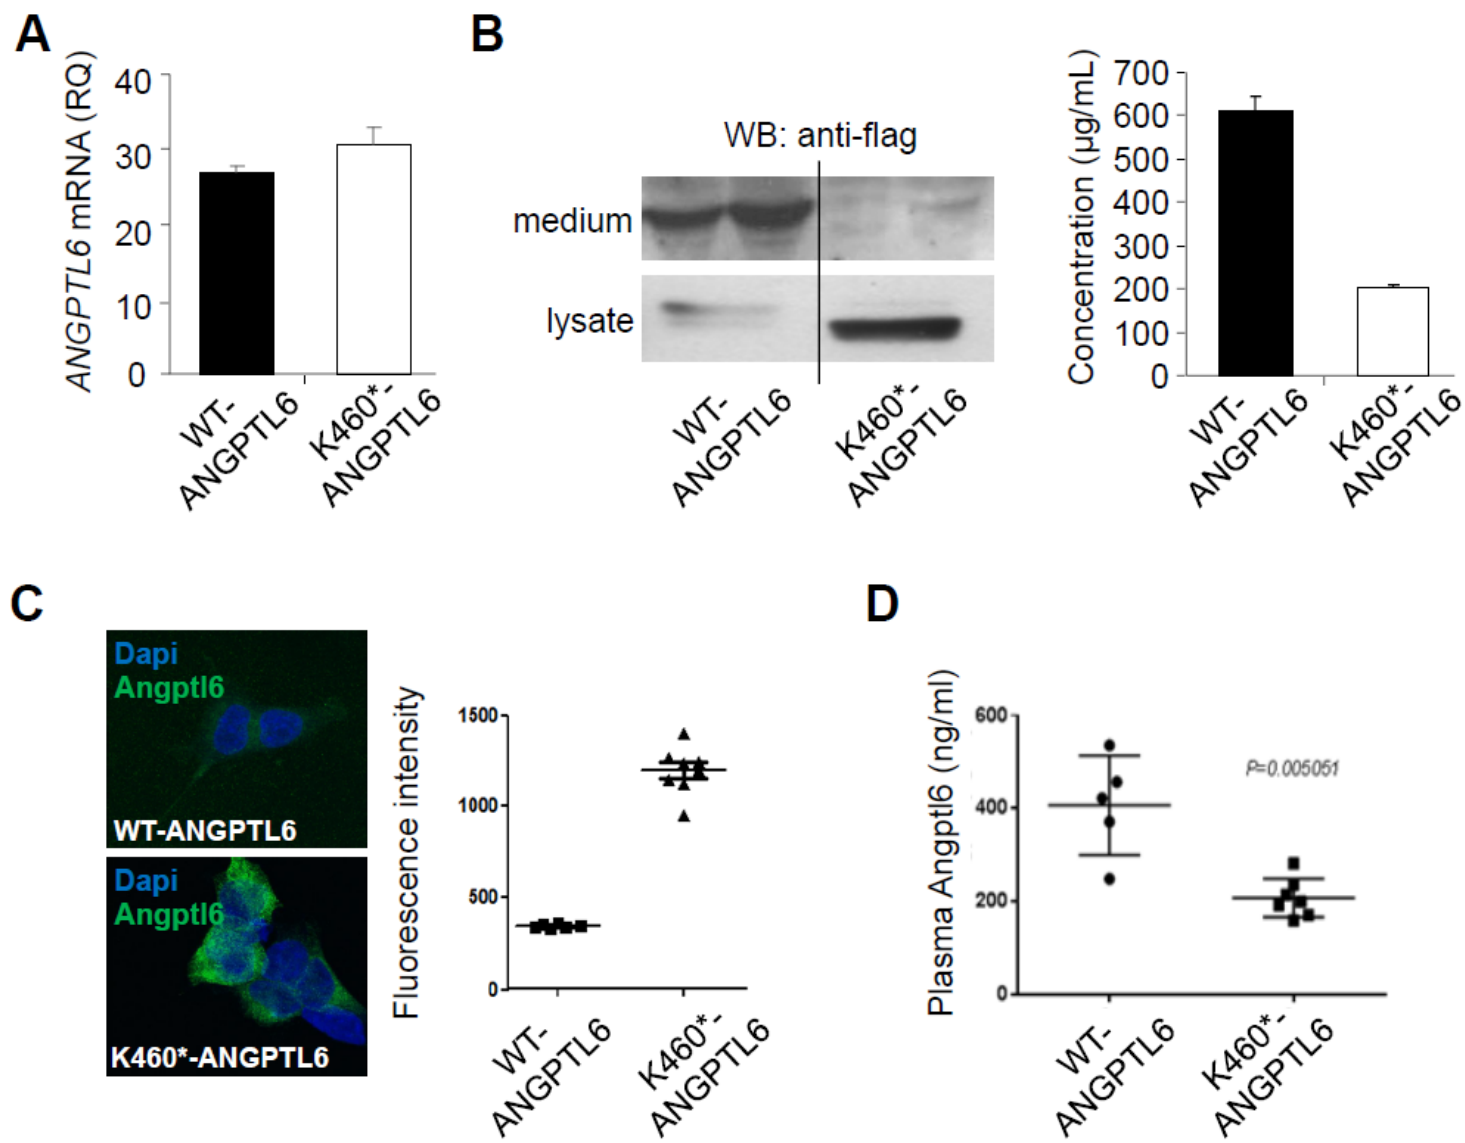 A
ANGPTL6 mRNA (RQ)
40
30
20
10
0
WT-
ANGPTL6
K460*-
ANGPTL6
B
WB: anti-flag
medium
lysate
WT-
ANGPTL6
K460*-
ANGPTL6
Concentration (µg/mL)
700
600
500
400
300
200
100
0
WT-
ANGPTL6
K460*-
ANGPTL6
C
Dapi
Angptl6
WT-ANGPTL6
Dapi
Angptl6
K460*-ANGPTL6
Fluorescence intensity
1500
1000
500
0
WT-
ANGPTL6
K460*-
ANGPTL6
D
Plasma Angptl6 (ng/ml)
600
400
200
0
P=0.005051
WT-
ANGPTL6
K460*-
ANGPTL6